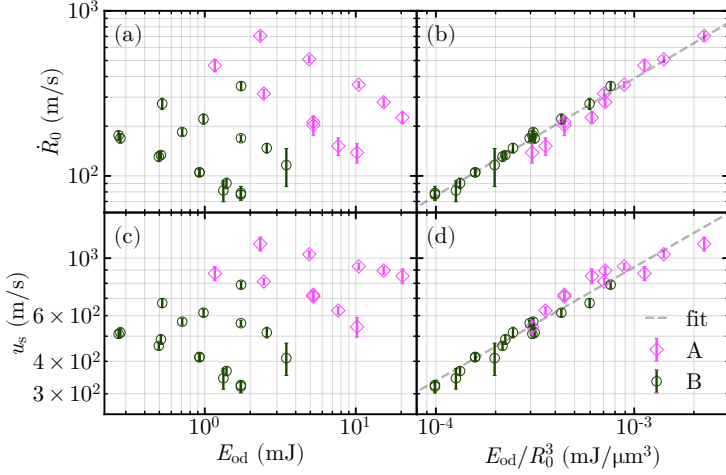 10³
(a)
(b)
Ṙ₀ (m/s)
10²
(c)
(d)
10³
6 × 10²
uₛ (m/s)
4 × 10²
3 × 10²
fit
A
B
10⁰
10¹
10⁻⁴
10⁻³
E_od (mJ)
E_od/R₀³ (mJ/μm³)